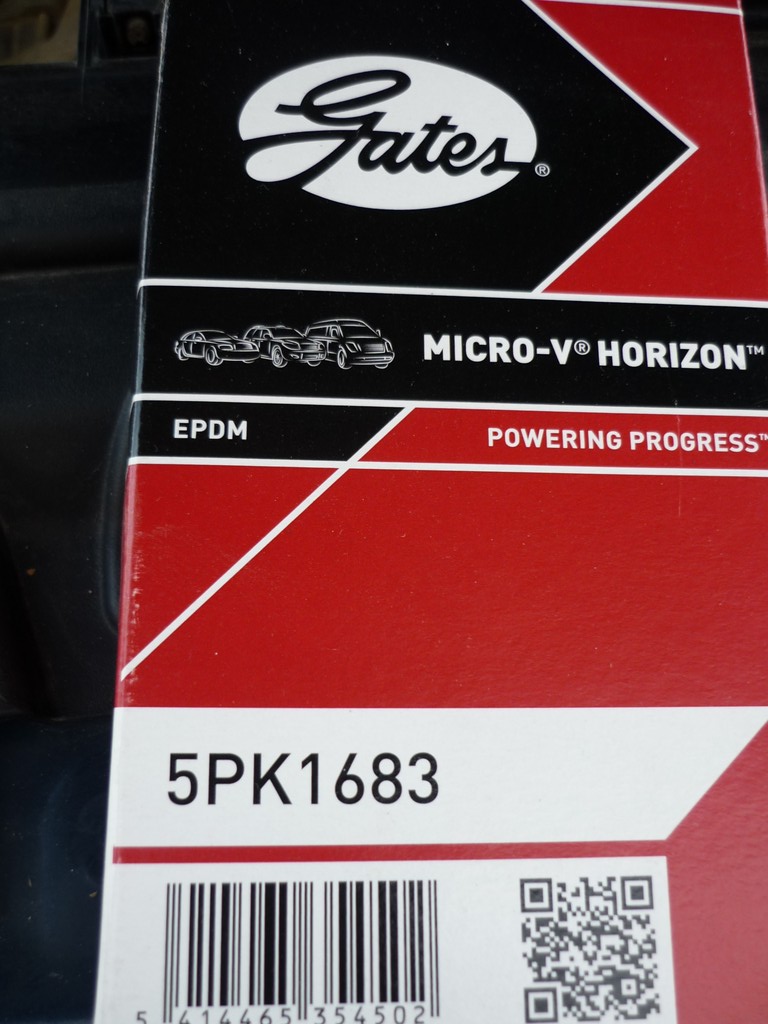 Gates®
MICRO-V® HORIZON™
EPDM
POWERING PROGRESS™
5PK1683
5 414465 354502